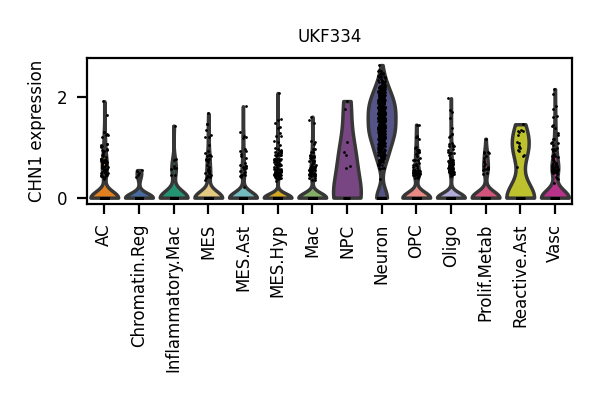 UKF334
CHN1 expression
2
0
AC
Chromatin.Reg
Inflammatory.Mac
MES
MES.Ast
MES.Hyp
Mac
NPC
Neuron
OPC
Oligo
Prolif.Metab
Reactive.Ast
Vasc